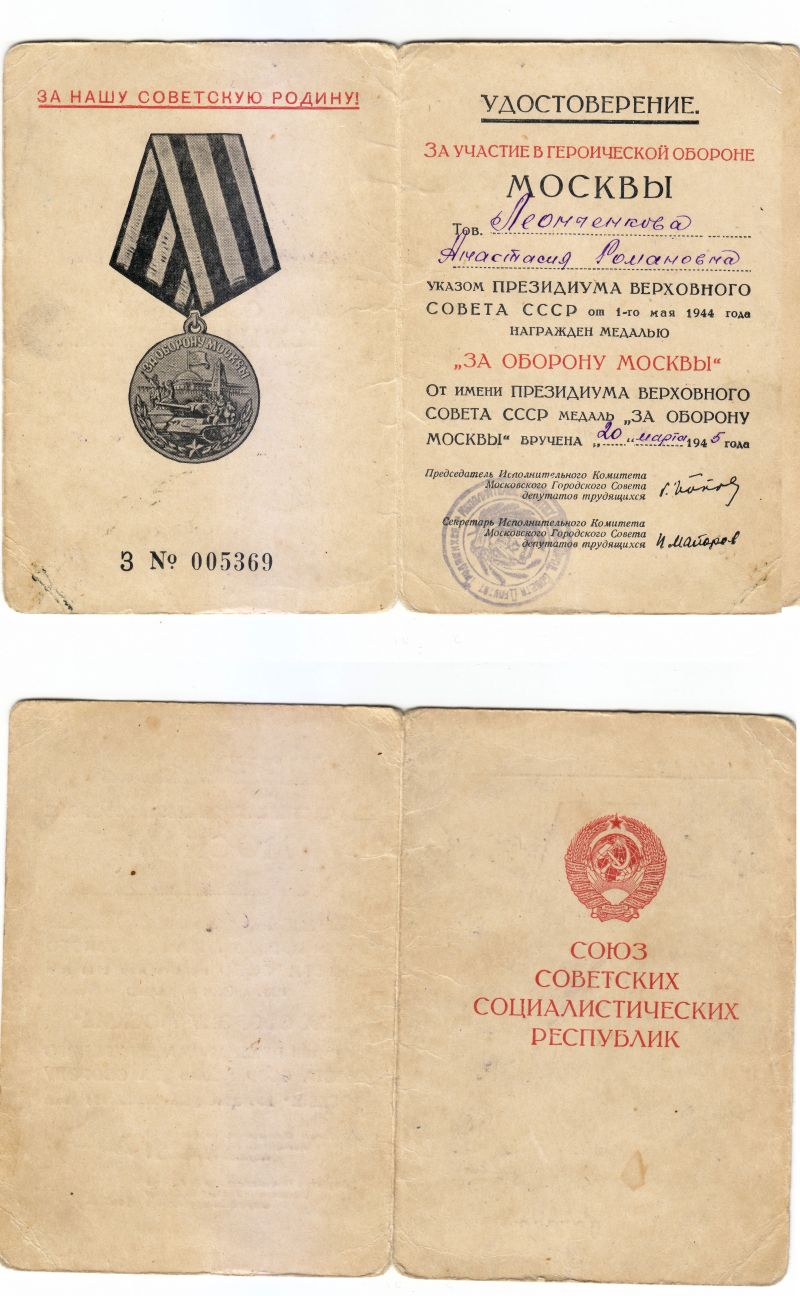 ЗА НАШУ СОВЕТСКУЮ РОДИНУ!
ЗА ОБОРОНУ МОСКВЫ
З № 005369
УДОСТОВЕРЕНИЕ.
ЗА УЧАСТИЕ В ГЕРОИЧЕСКОЙ ОБОРОНЕ
МОСКВЫ
Тов. Леонченкова
Анастасия Романовна
УКАЗОМ ПРЕЗИДИУМА ВЕРХОВНОГО
СОВЕТА СССР от 1-го мая 1944 года
НАГРАЖДЕН МЕДАЛЬЮ
„ЗА ОБОРОНУ МОСКВЫ“
От имени ПРЕЗИДИУМА ВЕРХОВНОГО
СОВЕТА СССР МЕДАЛЬ „ЗА ОБОРОНУ
МОСКВЫ“ ВРУЧЕНА „20“ марта 1945 года
Председатель Исполнительного Комитета
Московского Городского Совета
депутатов трудящихся Г. Попов
Секретарь Исполнительного Комитета
Московского Городского Совета
депутатов трудящихся П. Майоров
СОЮЗ
СОВЕТСКИХ
СОЦИАЛИСТИЧЕСКИХ
РЕСПУБЛИК